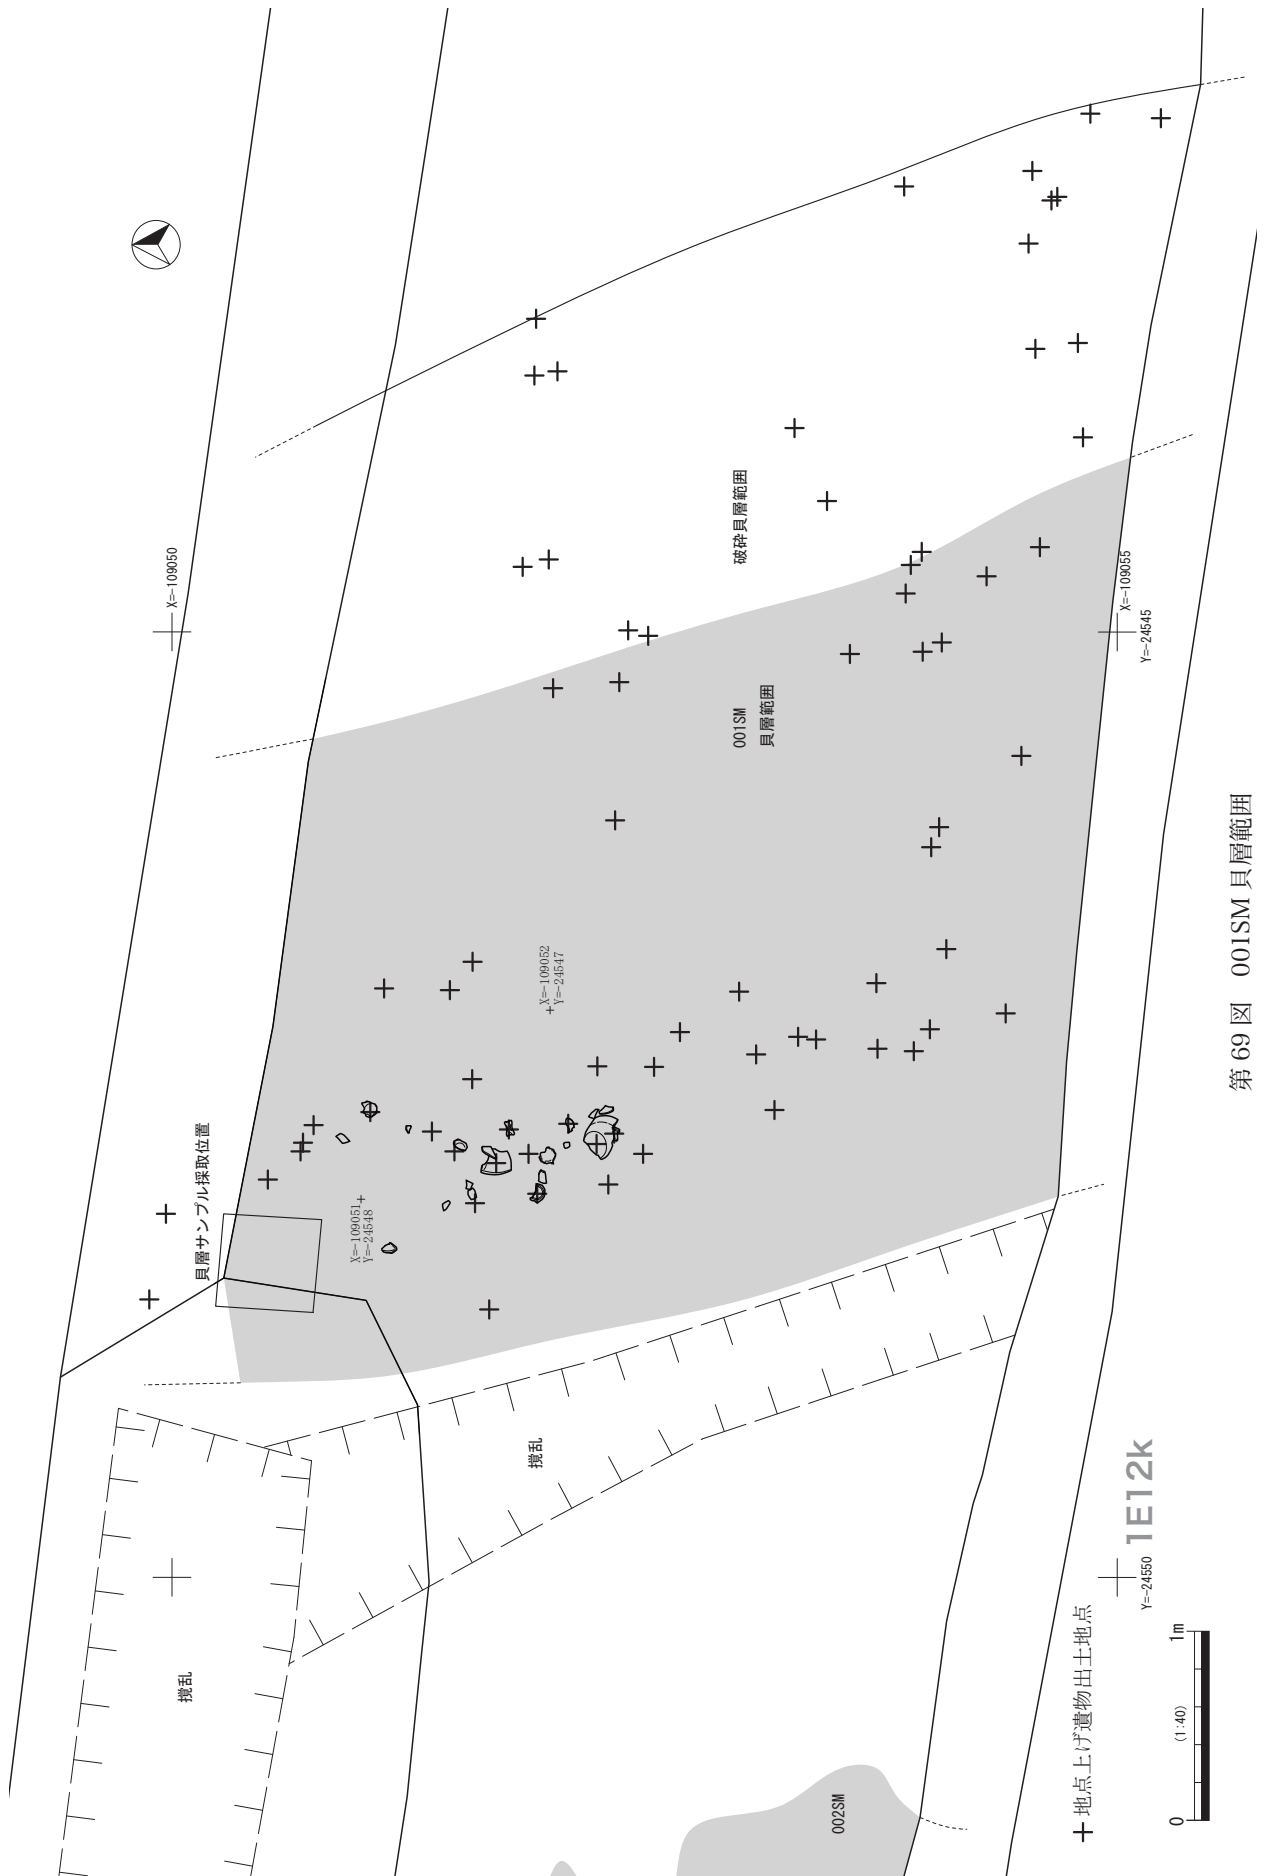 X=-109050
破砕貝層範囲
X=-109055
Y=-24545
001SM
貝層範囲
X=-109052
Y=-24547
貝層サンプル採取位置
X=-109051
Y=-24548
撹乱
撹乱
1E12k
Y=-24550
002SM
地点上げ遺物出土地点
0
(1:40)
1m
第 69 図 001SM 貝層範囲